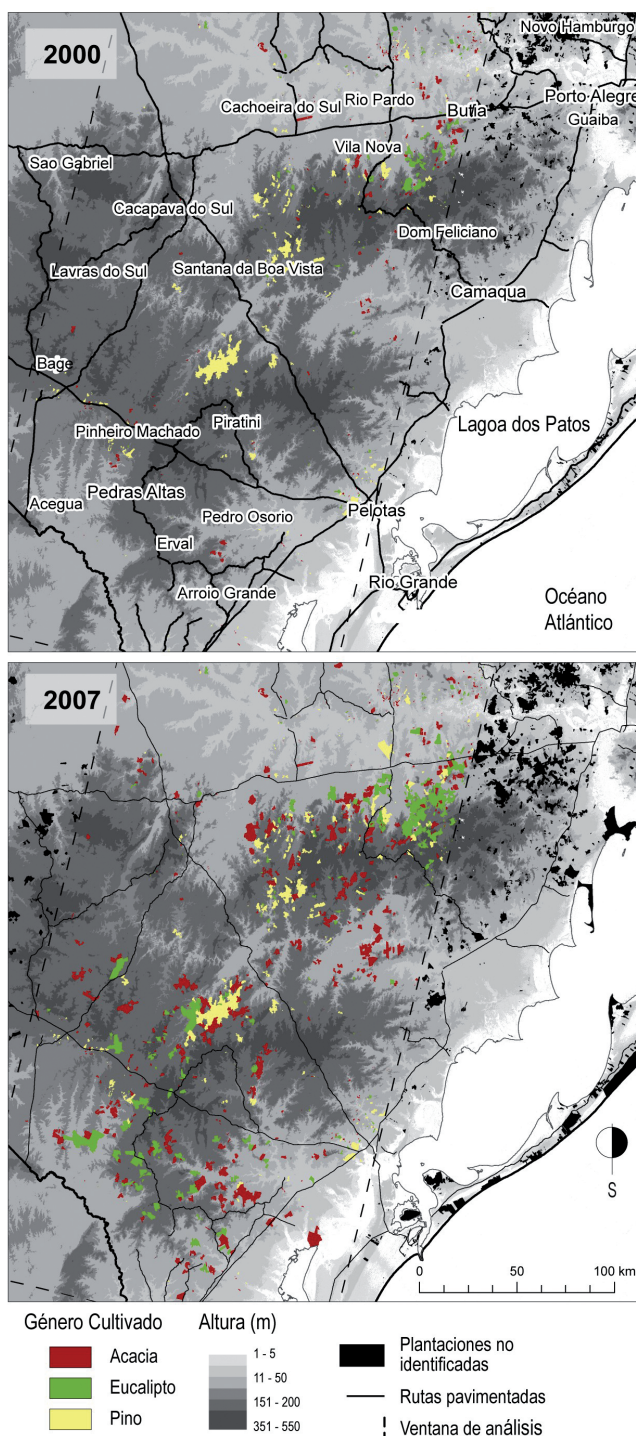 2000
Novo Hamburgo
Cachoeira do Sul
Rio Pardo
Butia
Porto Alegre
Guaiba
Sao Gabriel
Vila Nova
Cacapava do Sul
Dom Feliciano
Lavras do Sul
Santana da Boa Vista
Camaqua
Bage
Lagoa dos Patos
Piratini
Pinheiro Machado
Pedras Altas
Acegua
Pedro Osorio
Pelotas
Erval
Rio Grande
Arroio Grande
Océano
Atlántico
2007
S
0 50 100 km
Género Cultivado
Acacia
Eucalipto
Pino
Altura (m)
1 - 5
11 - 50
151 - 200
351 - 550
Plantaciones no
identificadas
Rutas pavimentadas
Ventana de análisis